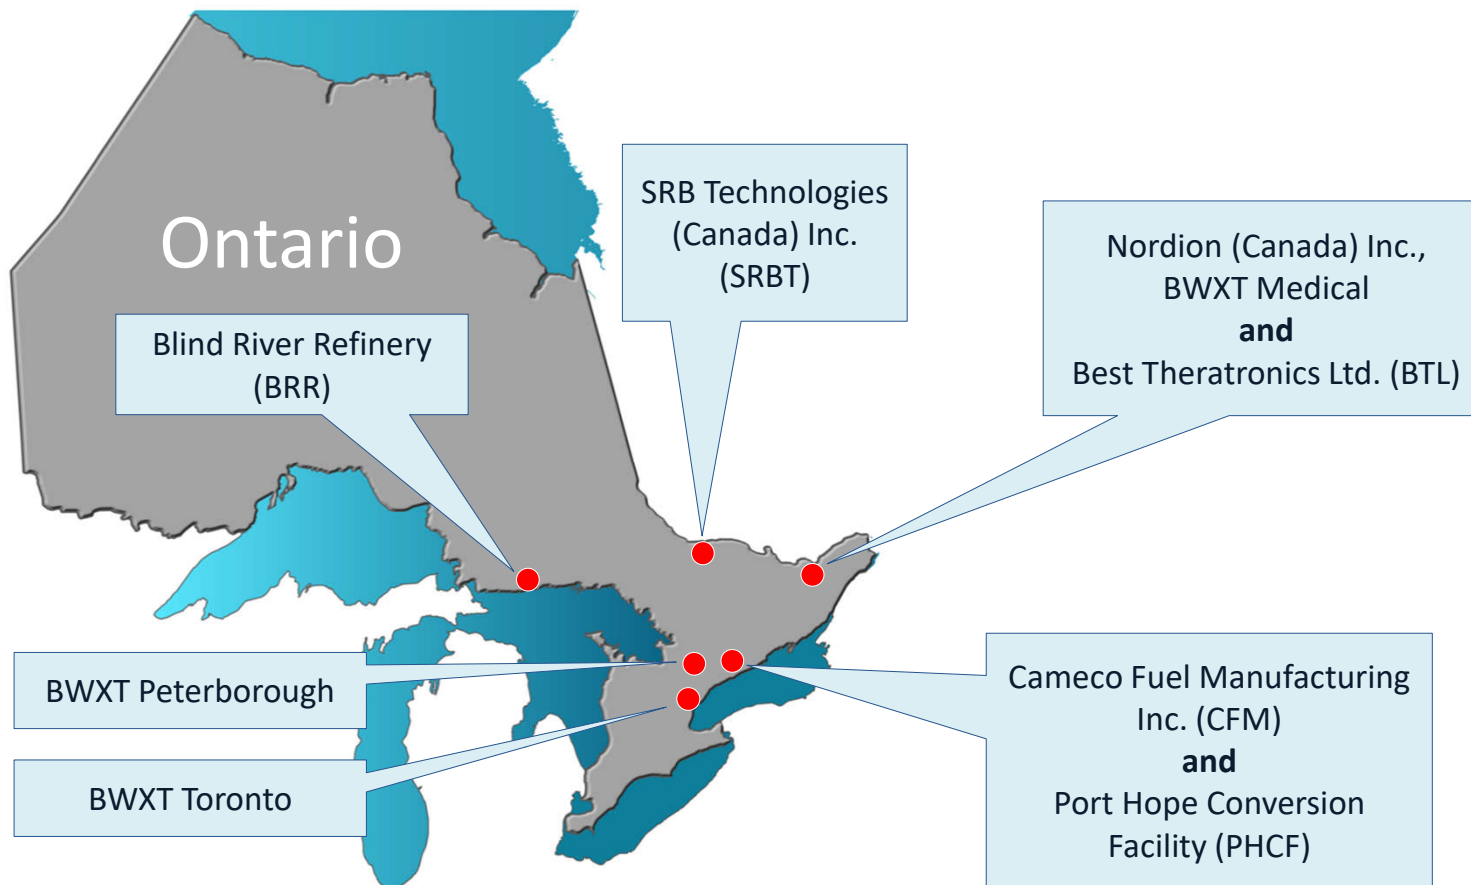 Ontario
SRB Technologies
(Canada) Inc.
(SRBT)
Nordion (Canada) Inc.,
BWXT Medical
and
Best Theratronics Ltd. (BTL)
Blind River Refinery
(BRR)
BWXT Peterborough
BWXT Toronto
Cameco Fuel Manufacturing
Inc. (CFM)
and
Port Hope Conversion
Facility (PHCF)